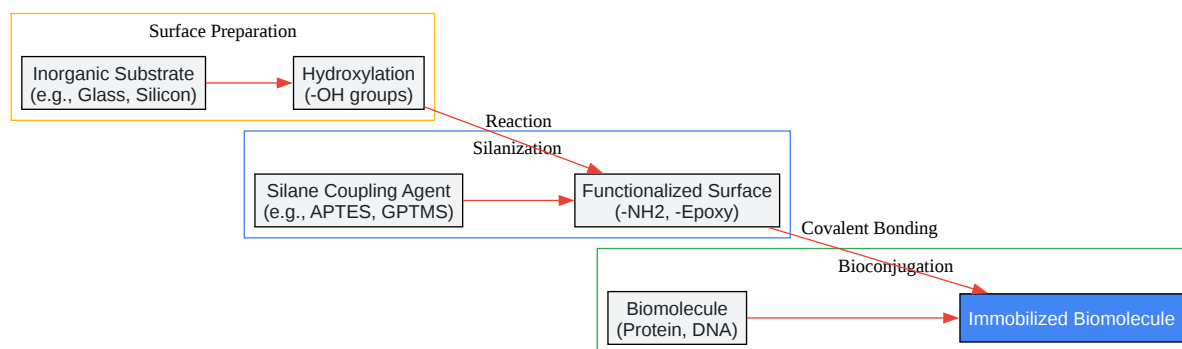 Surface Preparation
Inorganic Substrate
(e.g., Glass, Silicon)
Hydroxylation
(-OH groups)
Reaction
Silanization
Silane Coupling Agent
(e.g., APTES, GPTMS)
Functionalized Surface
(-NH2, -Epoxy)
Covalent Bonding
Bioconjugation
Biomolecule
(Protein, DNA)
Immobilized Biomolecule